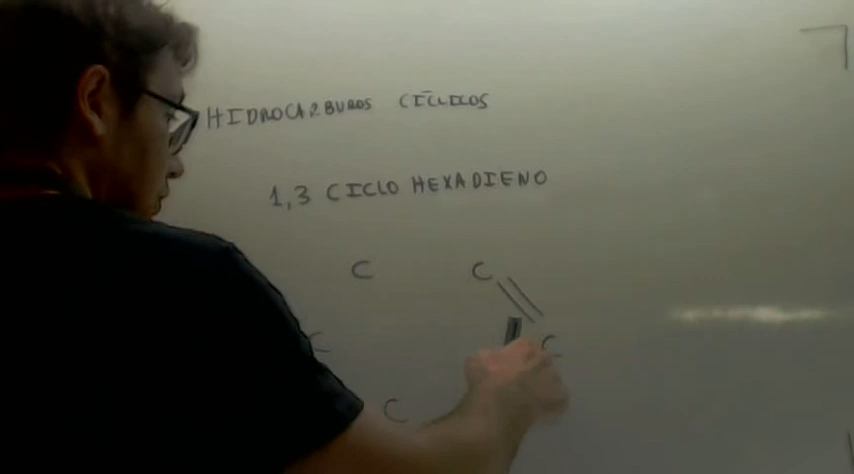 HIDROCARBUROS CÍCLICOS
1,3 CICLO HEXADIENO
C C
C C
C